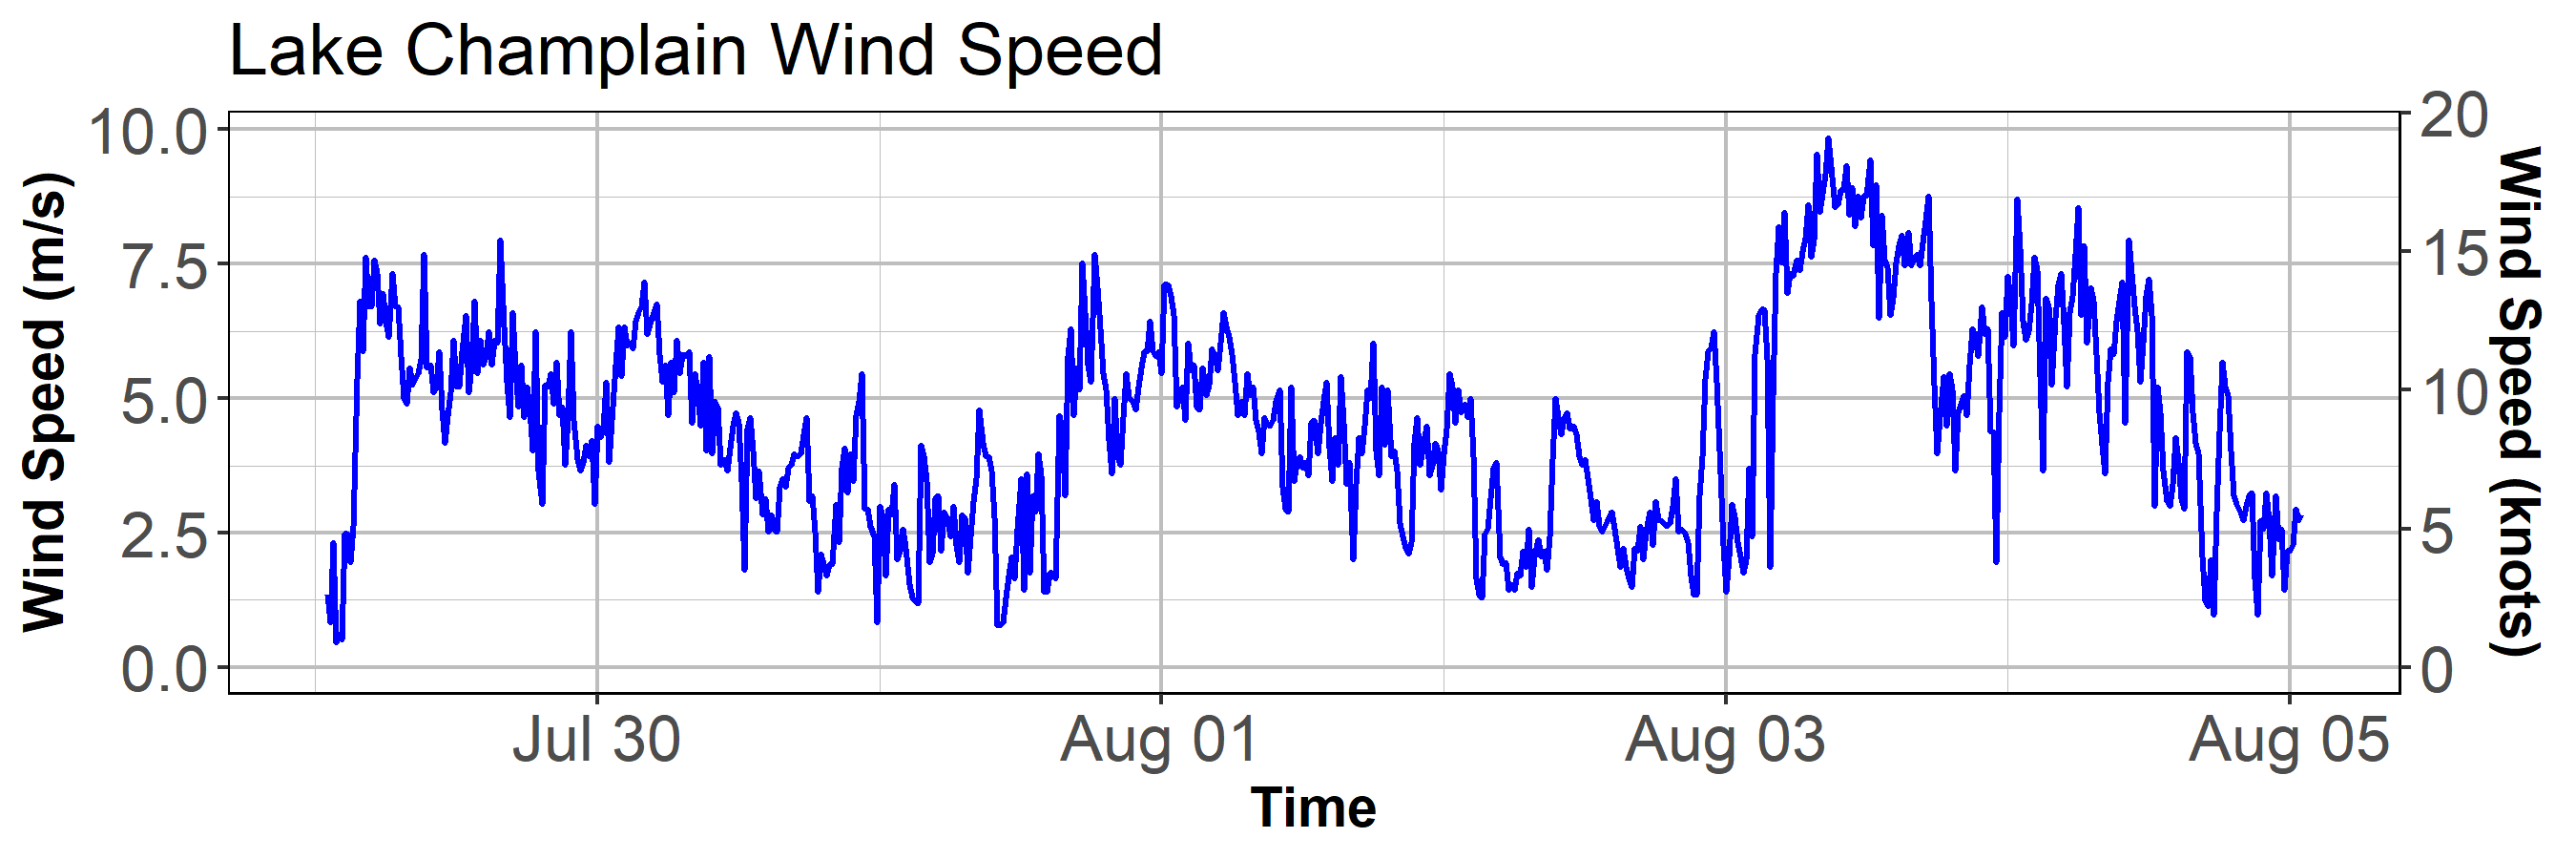 Lake Champlain Wind Speed
10.0
7.5
5.0
2.5
0.0
Wind Speed (m/s)
20
15
10
5
0
Wind Speed (knots)
Jul 30 Aug 01 Aug 03 Aug 05
Time